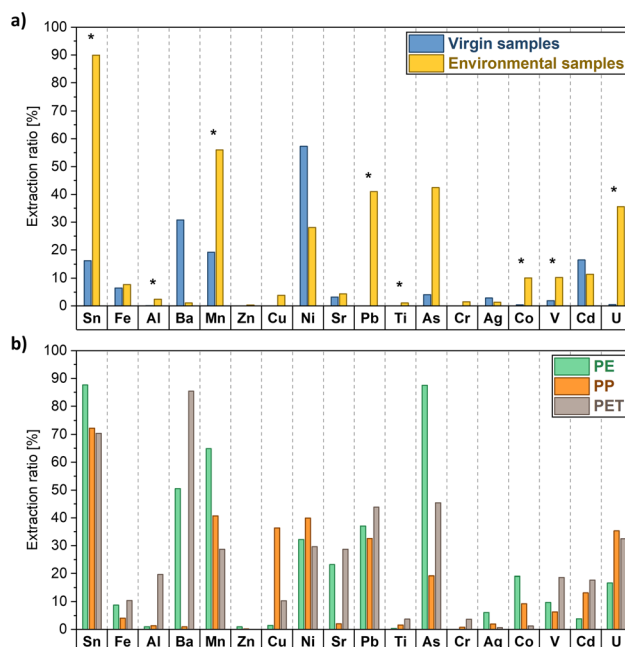 a)
Extraction ratio [%]
100
90
80
70
60
50
40
30
20
10
0
Virgin samples
Environmental samples
* * * * * * * *
Sn Fe Al Ba Mn Zn Cu Ni Sr Pb Ti As Cr Ag Co V Cd U
b)
Extraction ratio [%]
100
90
80
70
60
50
40
30
20
10
0
PE
PP
PET
Sn Fe Al Ba Mn Zn Cu Ni Sr Pb Ti As Cr Ag Co V Cd U